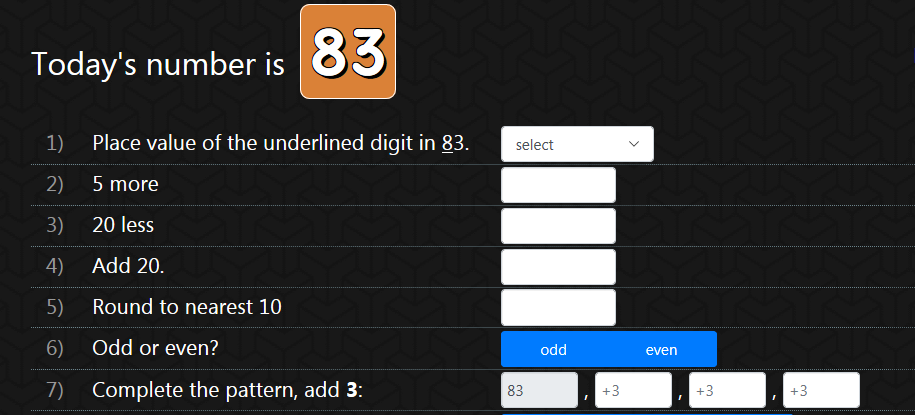 Today's number is 83
1) Place value of the underlined digit in 83. select
2) 5 more
3) 20 less
4) Add 20.
5) Round to nearest 10
6) Odd or even? odd even
7) Complete the pattern, add 3: 83 , +3 , +3 , +3